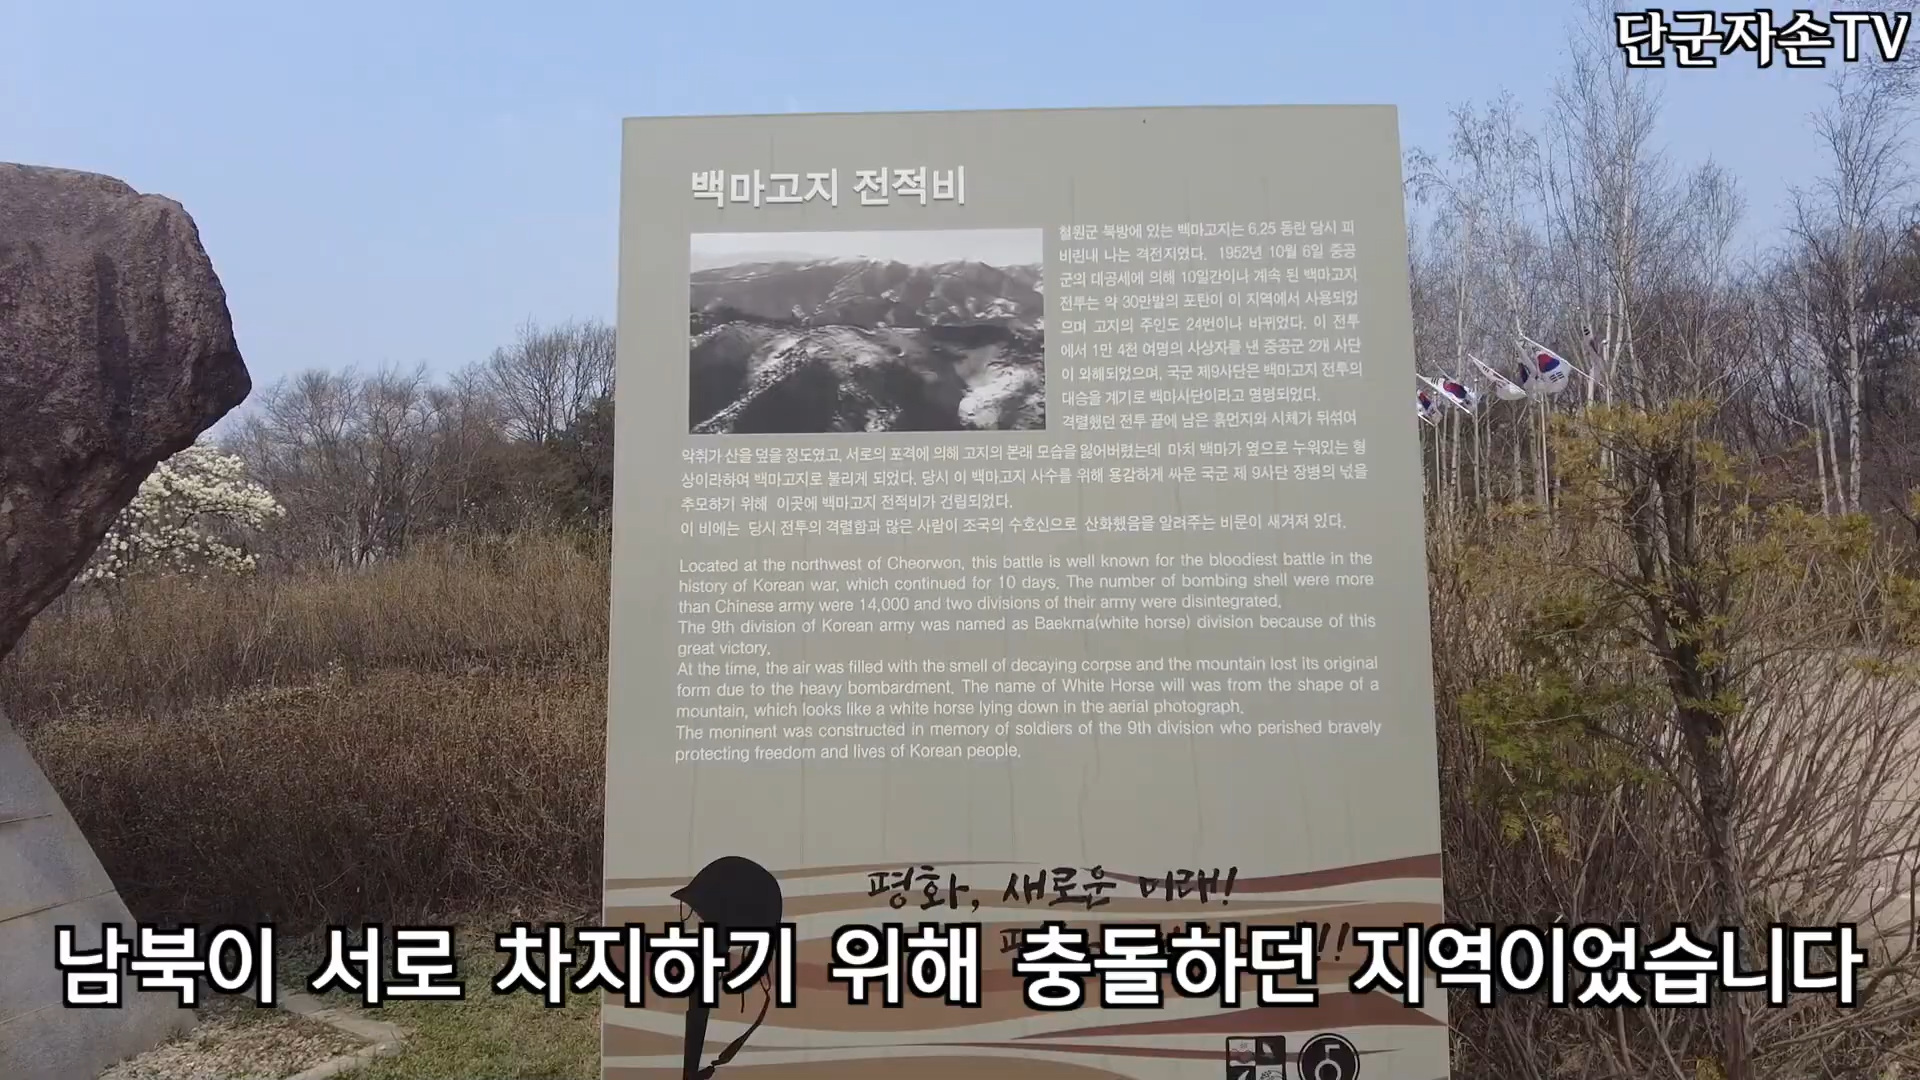 단군자손TV
백마고지 전적비
철원군 북방에 있는 백마고지는 6.25 동란 당시 피
비린내 나는 격전지였다. 1952년 10월 6일 중공
군의 대공세에 의해 10일간이나 계속 된 백마고지
전투는 약 30만발의 포탄이 이 지역에서 사용되었
으며 고지의 주인도 24번이나 바뀌었다. 이 전투
에서 1만 4천 여명의 사상자를 낸 중공군 2개 사단
이 와해되었으며, 국군 제9사단은 백마고지 전투의
대승을 계기로 백마사단이라고 명명되었다.
격렬했던 전투 끝에 남은 흙먼지와 시체가 뒤섞여
악취가 산을 덮을 정도였고, 서로의 포격에 의해 고지의 본래 모습을 잃어버렸는데 마치 백마가 옆으로 누워있는 형
상이라하여 백마고지로 불리게 되었다. 당시 이 백마고지 사수를 위해 용감하게 싸운 국군 제 9사단 장병의 넋을
추모하기 위해 이곳에 백마고지 전적비가 건립되었다.
이 비에는 당시 전투의 격렬함과 많은 사람이 조국의 수호신으로 산화했음을 알려주는 비문이 새겨져 있다.
Located at the northwest of Cheorwon, this battle is well known for the bloodiest battle in the
history of Korean war, which continued for 10 days. The number of bombing shell were more
than Chinese army were 14,000 and two divisions of their army were disintegrated.
The 9th division of Korean army was named as Baekma(white horse) division because of this
great victory.
At the time, the air was filled with the smell of decaying corpse and the mountain lost its original
form due to the heavy bombardment. The name of White Horse will was from the shape of a
mountain, which looks like a white horse lying down in the aerial photograph.
The moninent was constructed in memory of soldiers of the 9th division who perished bravely
protecting freedom and lives of Korean people.
평화, 새로운 미래!
남북이 서로 차지하기 위해 충돌하던 지역이었습니다